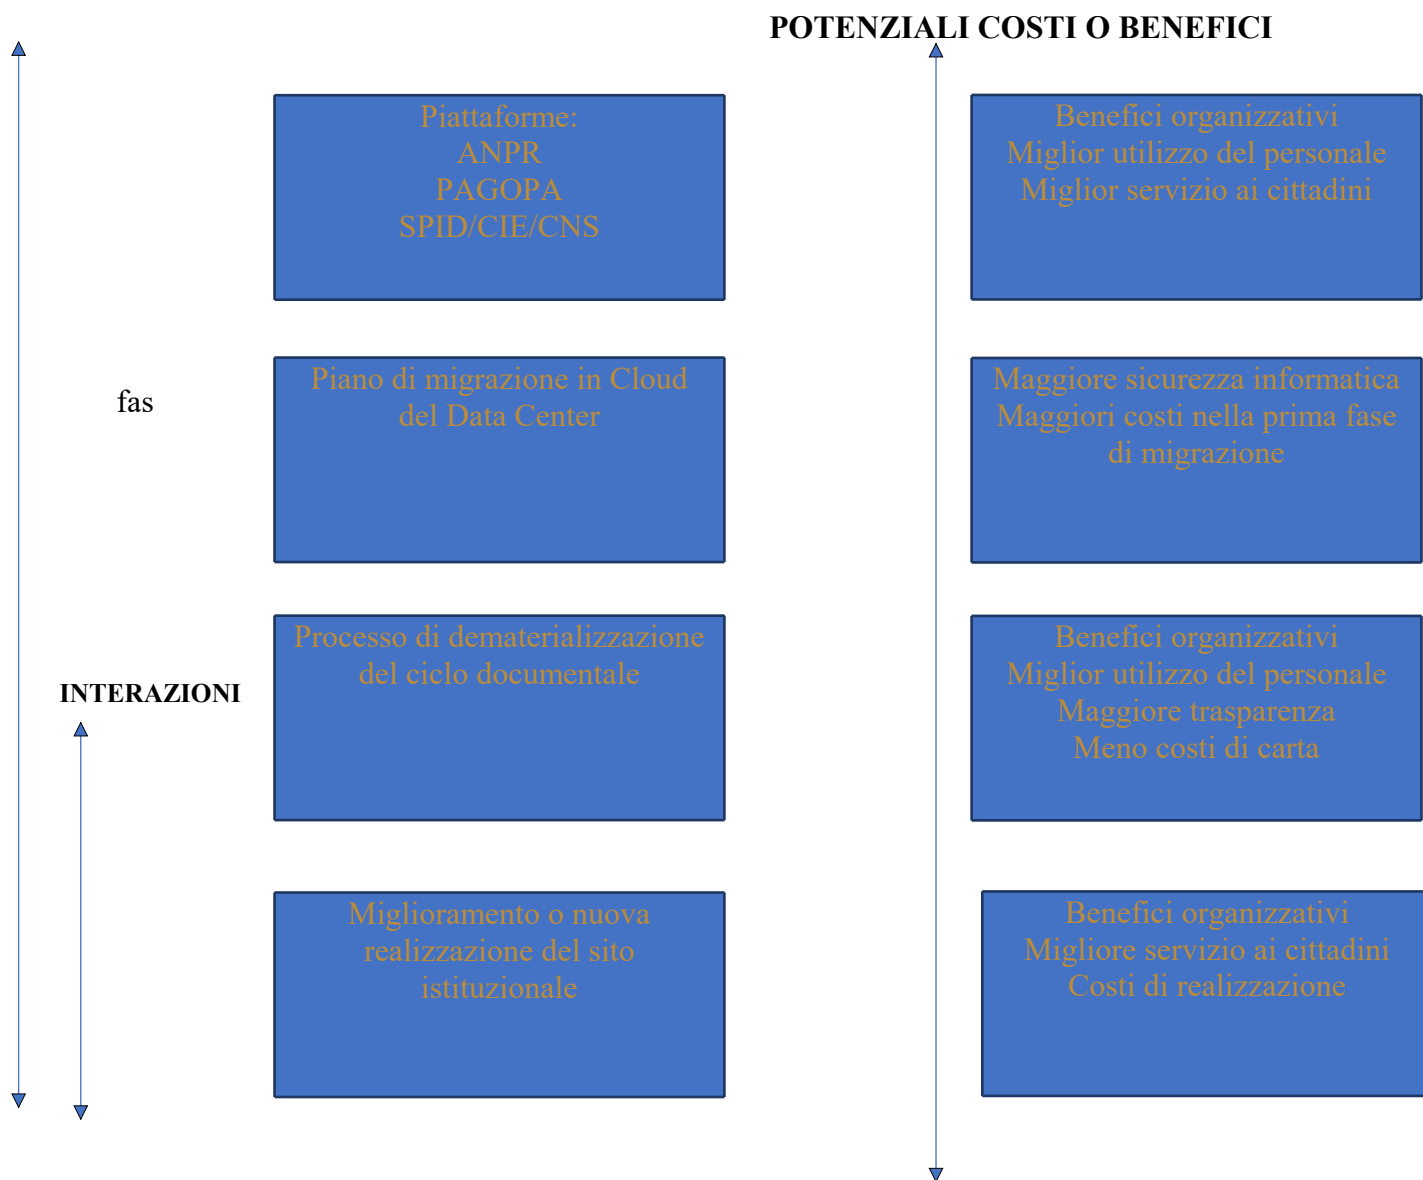 POTENZIALI COSTI O BENEFICI
Piattaforme:
ANPR
PAGOPA
SPID/CIE/CNS
Benefici organizzativi
Miglior utilizzo del personale
Miglior servizio ai cittadini
fas
Piano di migrazione in Cloud
del Data Center
Maggiore sicurezza informatica
Maggiori costi nella prima fase
di migrazione
INTERAZIONI
Processo di dematerializzazione
del ciclo documentale
Benefici organizzativi
Miglior utilizzo del personale
Maggiore trasparenza
Meno costi di carta
Miglioramento o nuova
realizzazione del sito
istituzionale
Benefici organizzativi
Migliore servizio ai cittadini
Costi di realizzazione